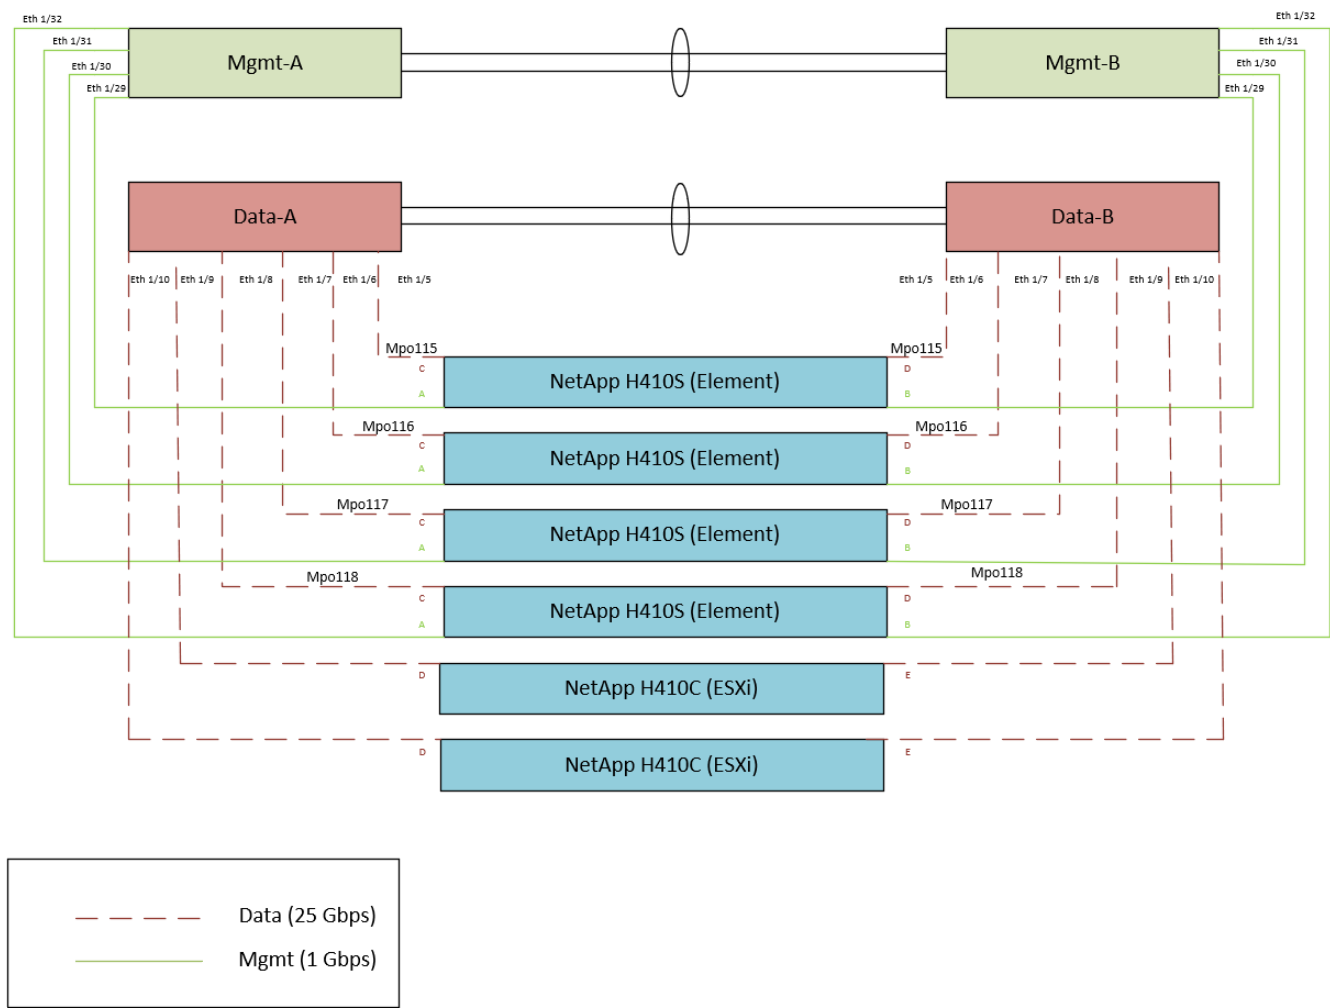 Eth 1/32
Eth 1/32
Eth 1/31
Eth 1/31
Mgmt-A
Mgmt-B
Eth 1/30
Eth 1/30
Eth 1/29
Eth 1/29
Data-A
Data-B
Eth 1/10
Eth 1/9
Eth 1/8
Eth 1/7
Eth 1/6
Eth 1/5
Eth 1/5
Eth 1/6
Eth 1/7
Eth 1/8
Eth 1/9
Eth 1/10
Mpo115
Mpo115
C
NetApp H410S (Element)
D
A
B
Mpo116
Mpo116
C
NetApp H410S (Element)
D
A
B
Mpo117
Mpo117
C
NetApp H410S (Element)
D
A
B
Mpo118
Mpo118
C
NetApp H410S (Element)
D
A
B
D
NetApp H410C (ESXi)
E
D
NetApp H410C (ESXi)
E
Data (25 Gbps)
Mgmt (1 Gbps)